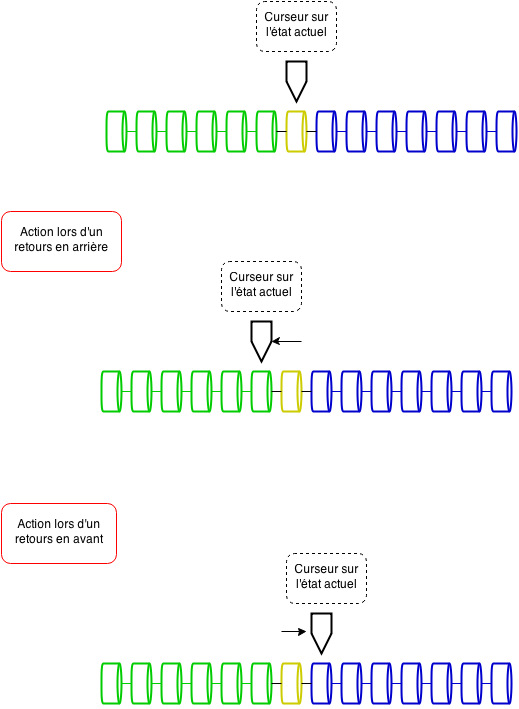 Curseur sur
l'état actuel
Action lors d'un
retours en arrière
Curseur sur
l'état actuel
Action lors d'un
retours en avant
Curseur sur
l'état actuel